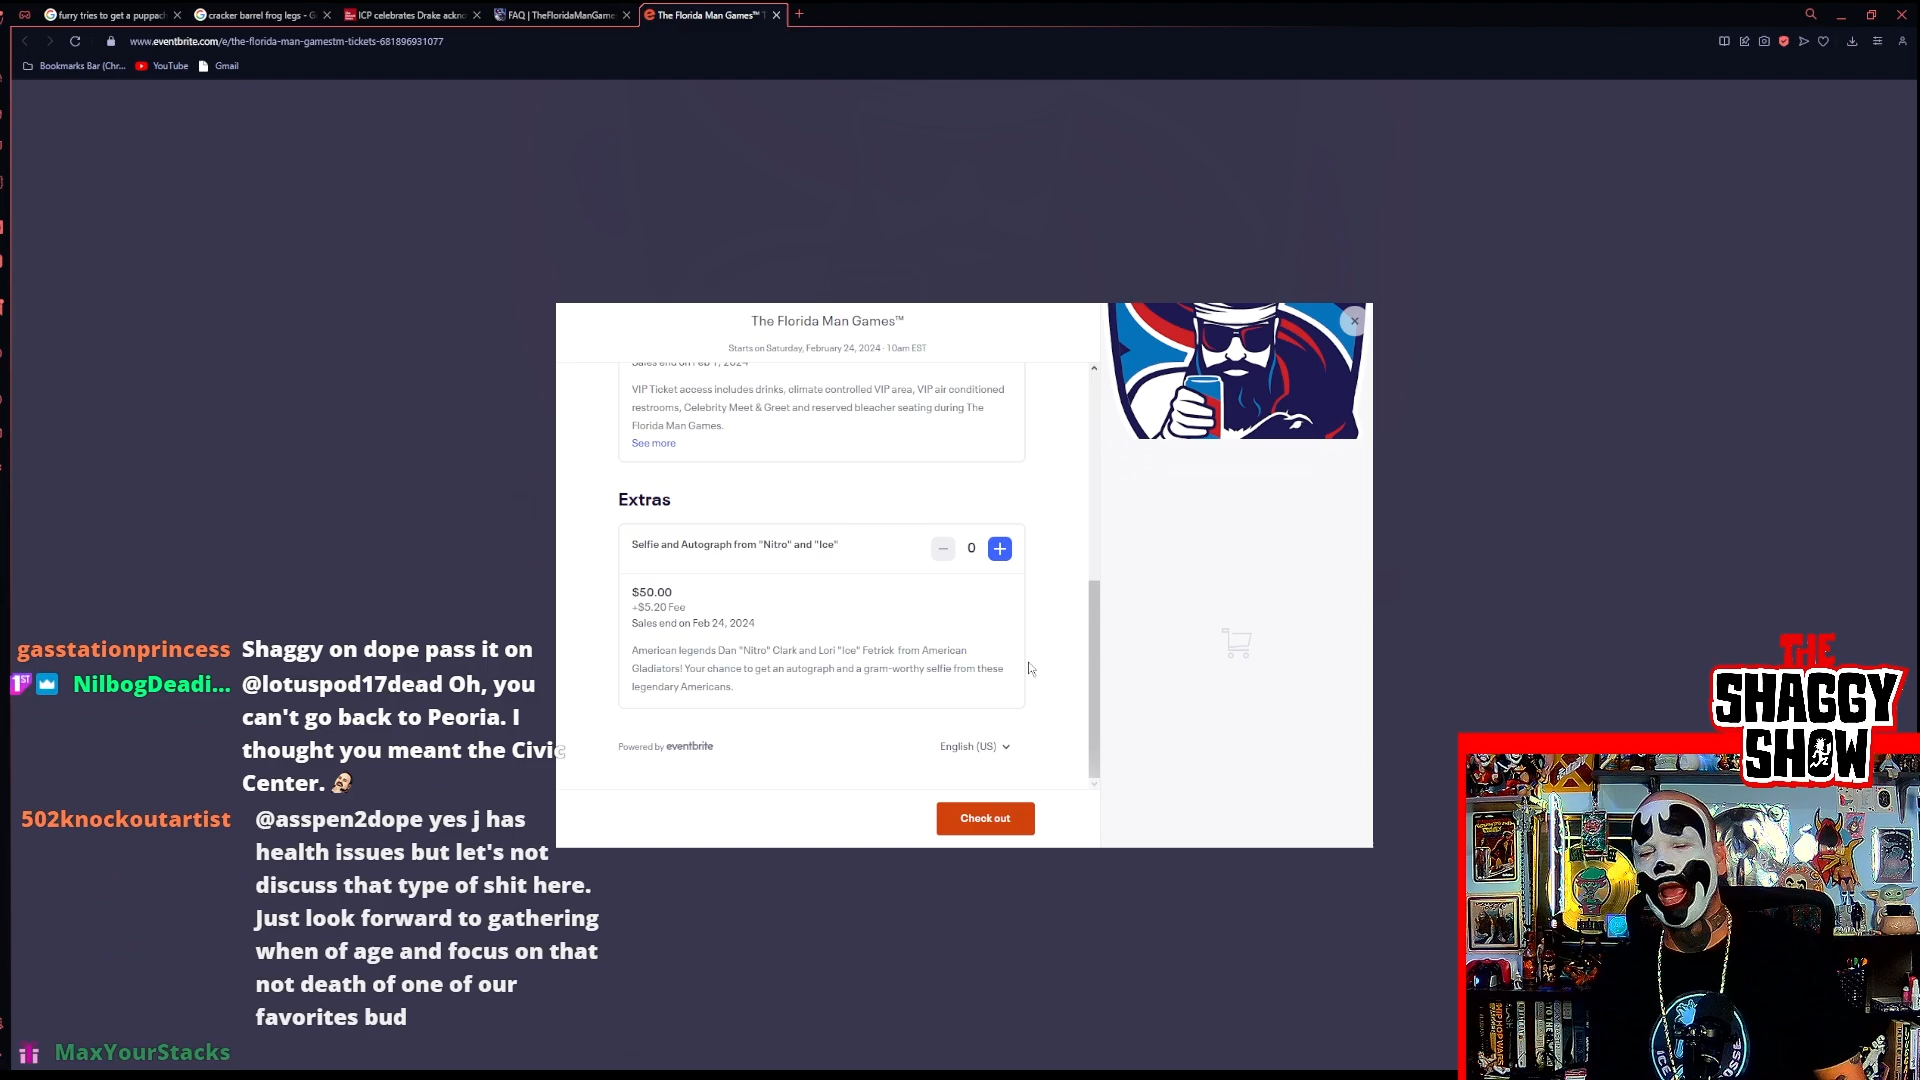 furry tries to get a puppach
cracker barrel frog legs - G
ICP celebrates Drake ackno
FAQ | TheFloridaManGame
The Florida Man Games™
www.eventbrite.com/e/the-florida-man-gamestm-tickets-681896931077
Bookmarks Bar (Chr...
YouTube
Gmail
The Florida Man Games™
Starts on Saturday, February 24, 2024 · 10am EST
Sales end on Feb 1, 2024
VIP Ticket access includes drinks, climate controlled VIP area, VIP air conditioned
restrooms, Celebrity Meet & Greet and reserved bleacher seating during The
Florida Man Games.
See more
Extras
Selfie and Autograph from "Nitro" and "Ice"
0
$50.00
+$5.20 Fee
Sales end on Feb 24, 2024
American legends Dan "Nitro" Clark and Lori "Ice" Fetrick from American
Gladiators! Your chance to get an autograph and a gram-worthy selfie from these
legendary Americans.
Powered by eventbrite
English (US)
Check out
gasstationprincess Shaggy on dope pass it on
1ST NilbogDeadi... @lotuspod17dead Oh, you
can't go back to Peoria. I
thought you meant the Civic
Center.
502knockoutartist @asspen2dope yes j has
health issues but let's not
discuss that type of shit here.
Just look forward to gathering
when of age and focus on that
not death of one of our
favorites bud
MaxYourStacks
THE
SHAGGY
SHOW